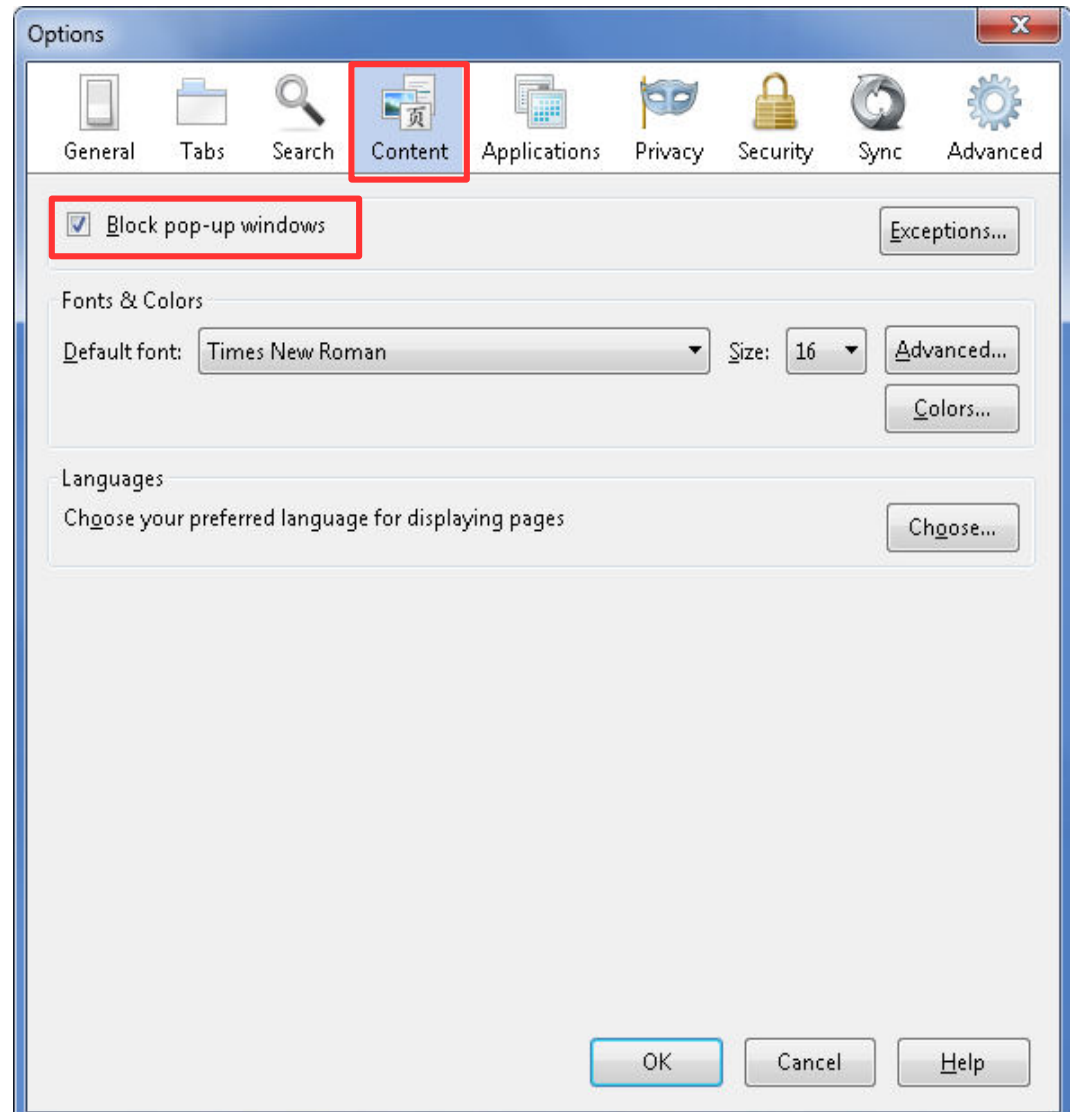 Options
X
页
General Tabs Search Content Applications Privacy Security Sync Advanced
Block pop-up windows Exceptions...
Fonts & Colors
Default font: Times New Roman Size: 16 Advanced...
Colors...
Languages
Choose your preferred language for displaying pages Choose...
OK Cancel Help